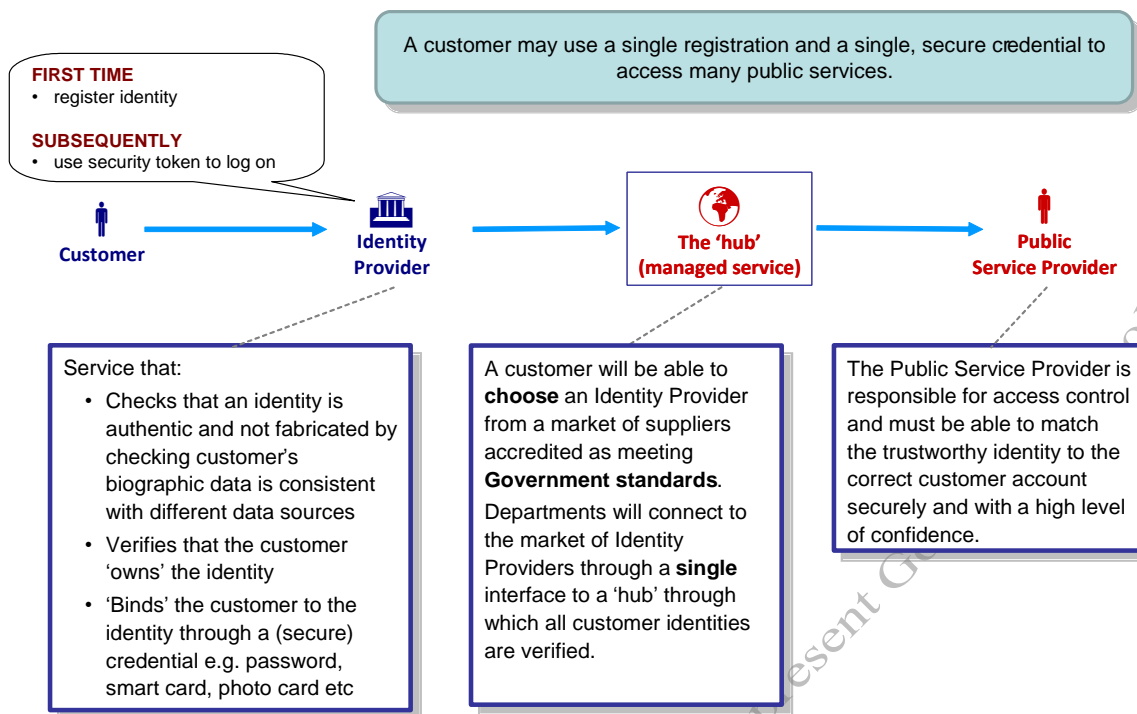 A customer may use a single registration and a single, secure credential to
access many public services.
FIRST TIME
• register identity
SUBSEQUENTLY
• use security token to log on
Customer
Identity
Provider
The ‘hub’
(managed service)
Public
Service Provider
Service that:
• Checks that an identity is
authentic and not fabricated by
checking customer’s
biographic data is consistent
with different data sources
• Verifies that the customer
‘owns’ the identity
• ‘Binds’ the customer to the
identity through a (secure)
credential e.g. password,
smart card, photo card etc
A customer will be able to
choose an Identity Provider
from a market of suppliers
accredited as meeting
Government standards.
Departments will connect to
the market of Identity
Providers through a single
interface to a ‘hub’ through
which all customer identities
are verified.
The Public Service Provider is
responsible for access control
and must be able to match
the trustworthy identity to the
correct customer account
securely and with a high level
of confidence.